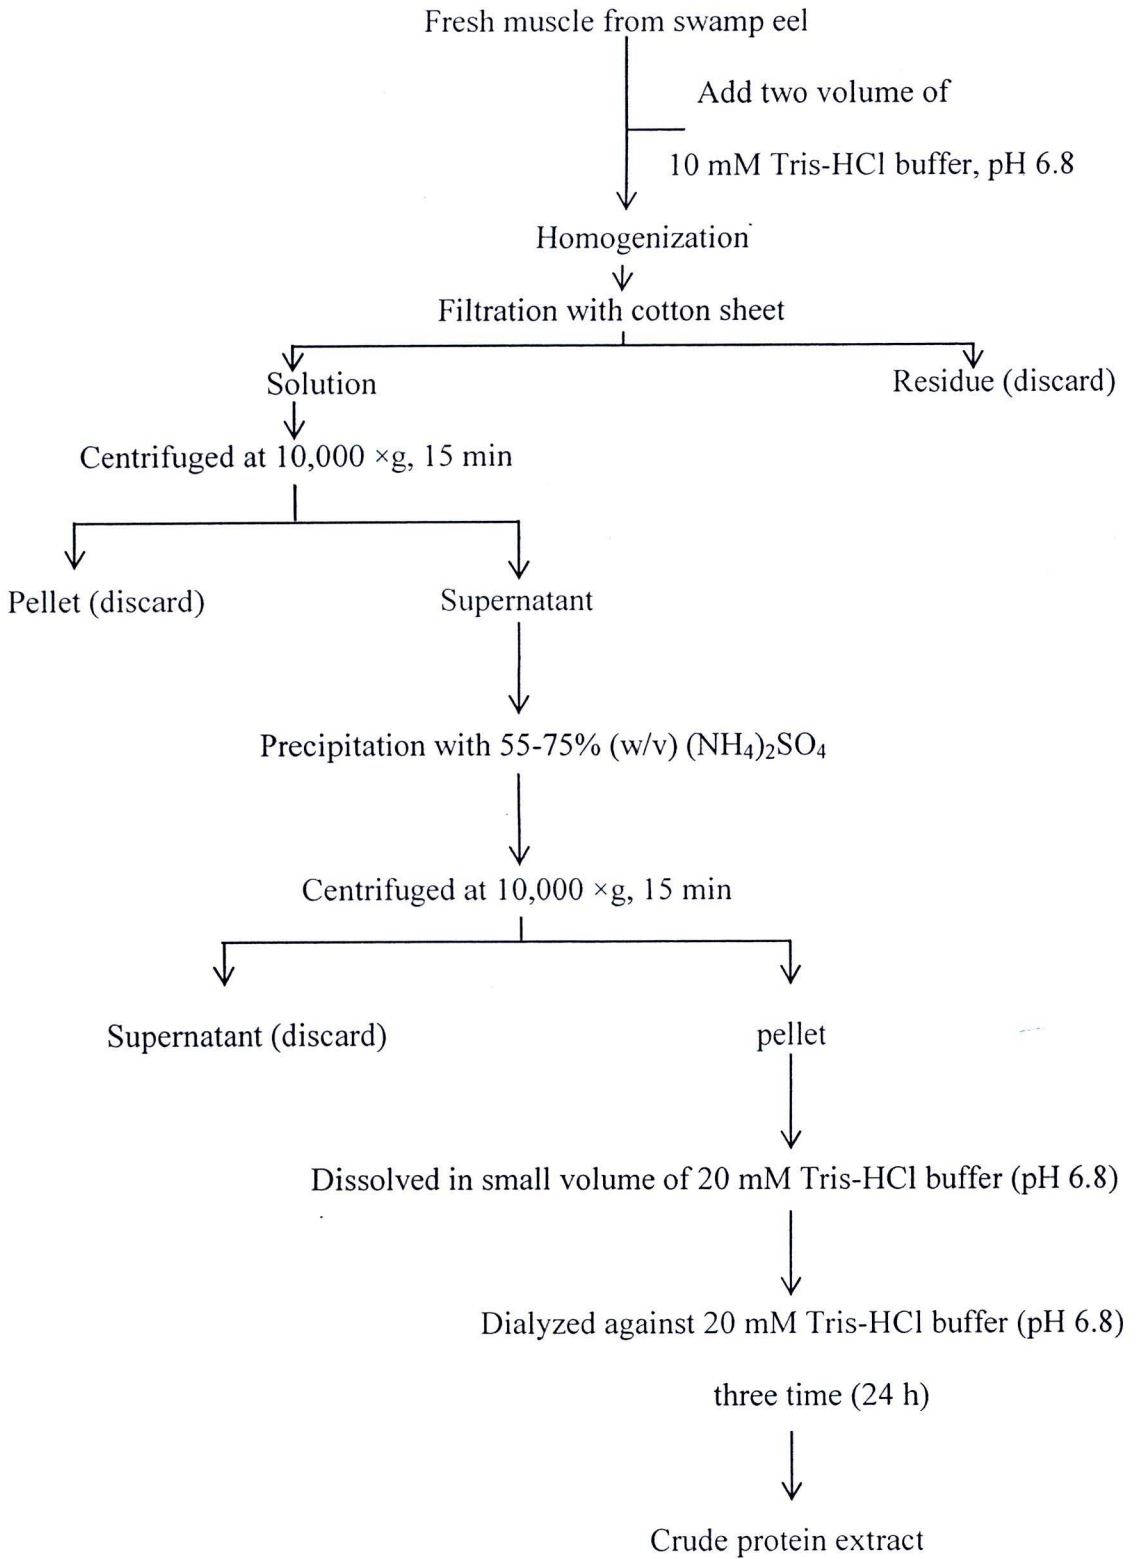 Fresh muscle from swamp eel
Add two volume of
10 mM Tris-HCl buffer, pH 6.8
Homogenization
Filtration with cotton sheet
Solution
Residue (discard)
Centrifuged at 10,000 ×g, 15 min
Pellet (discard)
Supernatant
Precipitation with 55-75% (w/v) (NH₄)₂SO₄
Centrifuged at 10,000 ×g, 15 min
Supernatant (discard)
pellet
Dissolved in small volume of 20 mM Tris-HCl buffer (pH 6.8)
Dialyzed against 20 mM Tris-HCl buffer (pH 6.8)
three time (24 h)
Crude protein extract